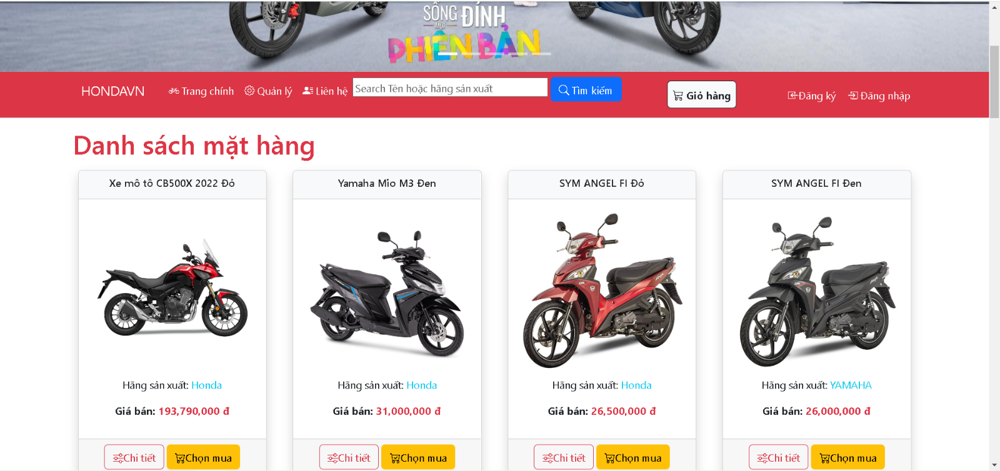 SỐNG ĐỈNH
MỌI
PHIÊN BẢN
HONDAVN
Trang chính
Quản lý
Liên hệ
Search Tên hoặc hãng sản xuất
Tìm kiếm
Giỏ hàng
Đăng ký
Đăng nhập
Danh sách mặt hàng
Xe mô tô CB500X 2022 Đỏ
Yamaha Mio M3 Đen
SYM ANGEL FI Đỏ
SYM ANGEL FI Đen
Hãng sản xuất: Honda
Hãng sản xuất: Honda
Hãng sản xuất: Honda
Hãng sản xuất: YAMAHA
Giá bán: 193,790,000 đ
Giá bán: 31,000,000 đ
Giá bán: 26,500,000 đ
Giá bán: 26,000,000 đ
Chi tiết
Chọn mua
Chi tiết
Chọn mua
Chi tiết
Chọn mua
Chi tiết
Chọn mua